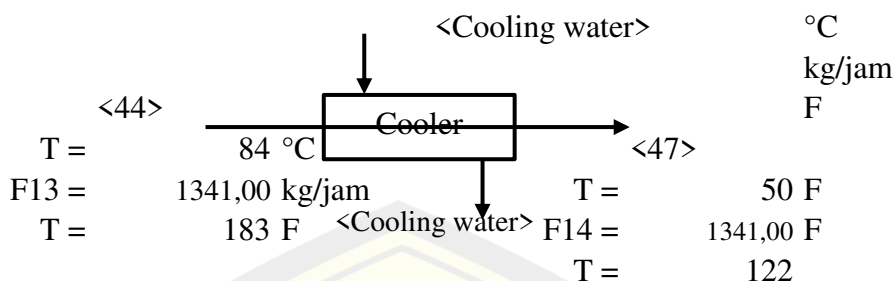 <Cooling water> °C
kg/jam
<44> F
Cooler
T = 84 °C <47>
F13 = 1341,00 kg/jam T = 50 F
T = 183 F <Cooling water> F14 = 1341,00 F
T = 122